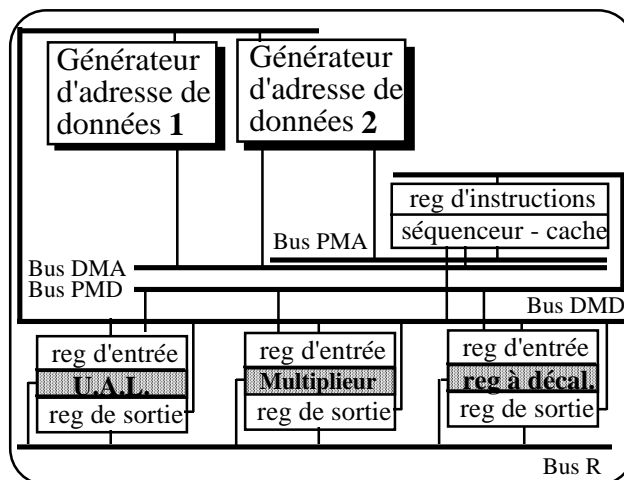 Générateur
d'adresse de
données 1
Générateur
d'adresse de
données 2
reg d'instructions
séquenceur - cache
Bus PMA
Bus DMA
Bus PMD
Bus DMD
reg d'entrée
U.A.L.
reg de sortie
reg d'entrée
Multiplieur
reg de sortie
reg d'entrée
reg à décal.
reg de sortie
Bus R